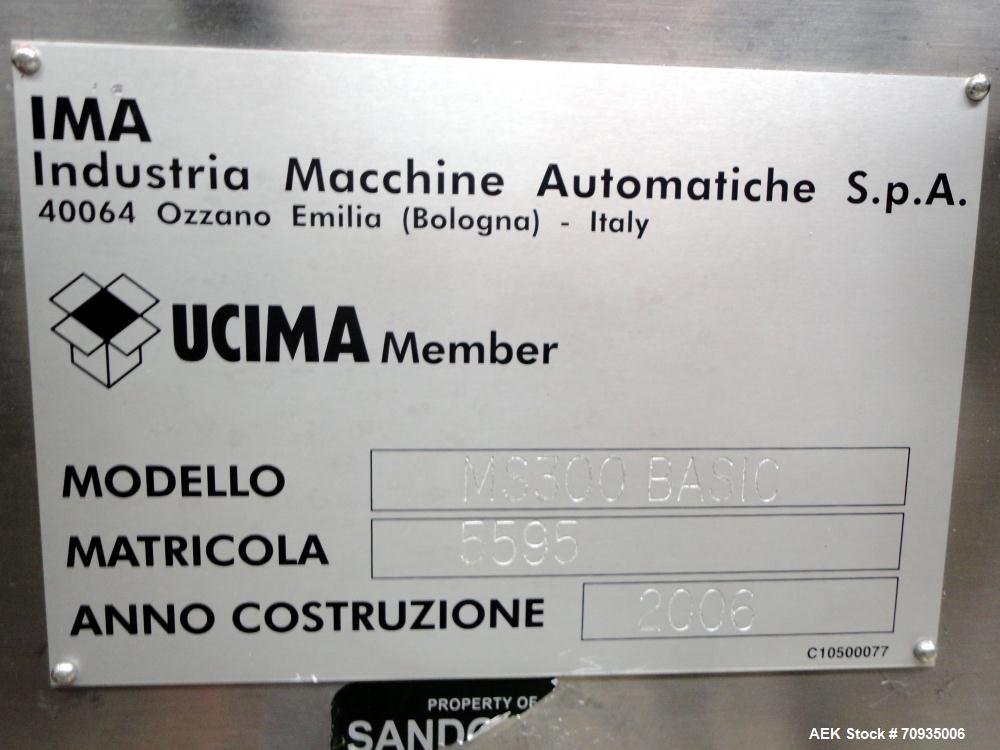 IMA
Industria Macchine Automatiche S.p.A.
40064 Ozzano Emilia (Bologna) - Italy
UCIMA Member
MODELLO MS300 BASIC
MATRICOLA 5595
ANNO COSTRUZIONE 2006
C10500077
PROPERTY OF
AEK Stock # 70935006